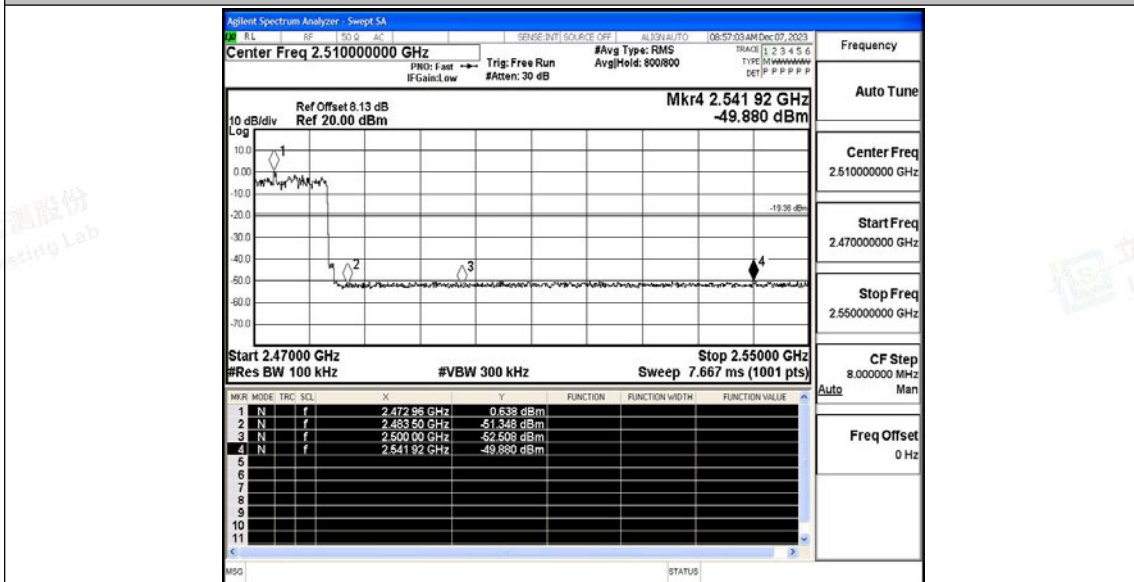 Agilent Spectrum Analyzer - Swept SA
RL RF 50 Ω AC SENSE:INT SOURCE OFF ALIGNAUTO 08:57:03 AM Dec 07, 2023
Center Freq 2.510000000 GHz
PNO: Fast
IFGain:Low
Trig: Free Run
#Atten: 30 dB
#Avg Type: RMS
Avg|Hold: 800/800
TRACE 1 2 3 4 5 6
TYPE M WWWWW
DET P P P P P P
Frequency
Auto Tune
Center Freq
2.510000000 GHz
Start Freq
2.470000000 GHz
Stop Freq
2.550000000 GHz
CF Step
8.000000 MHz
Auto Man
Freq Offset
0 Hz
Mkr4 2.541 92 GHz
-49.880 dBm
Ref Offset 8.13 dB
10 dB/div Ref 20.00 dBm
Log
10.0
0.00
-10.0
-20.0
-30.0
-40.0
-50.0
-60.0
-70.0
1
2
3
4
-19.36 dBm
Start 2.47000 GHz Stop 2.55000 GHz
#Res BW 100 kHz #VBW 300 kHz Sweep 7.667 ms (1001 pts)
MKR MODE TRC SCL X Y FUNCTION FUNCTION WIDTH FUNCTION VALUE
1 N f 2.472 96 GHz 0.638 dBm
2 N f 2.483 50 GHz -51.348 dBm
3 N f 2.500 00 GHz -52.508 dBm
4 N f 2.541 92 GHz -49.880 dBm
5
6
7
8
9
10
11
MSG STATUS